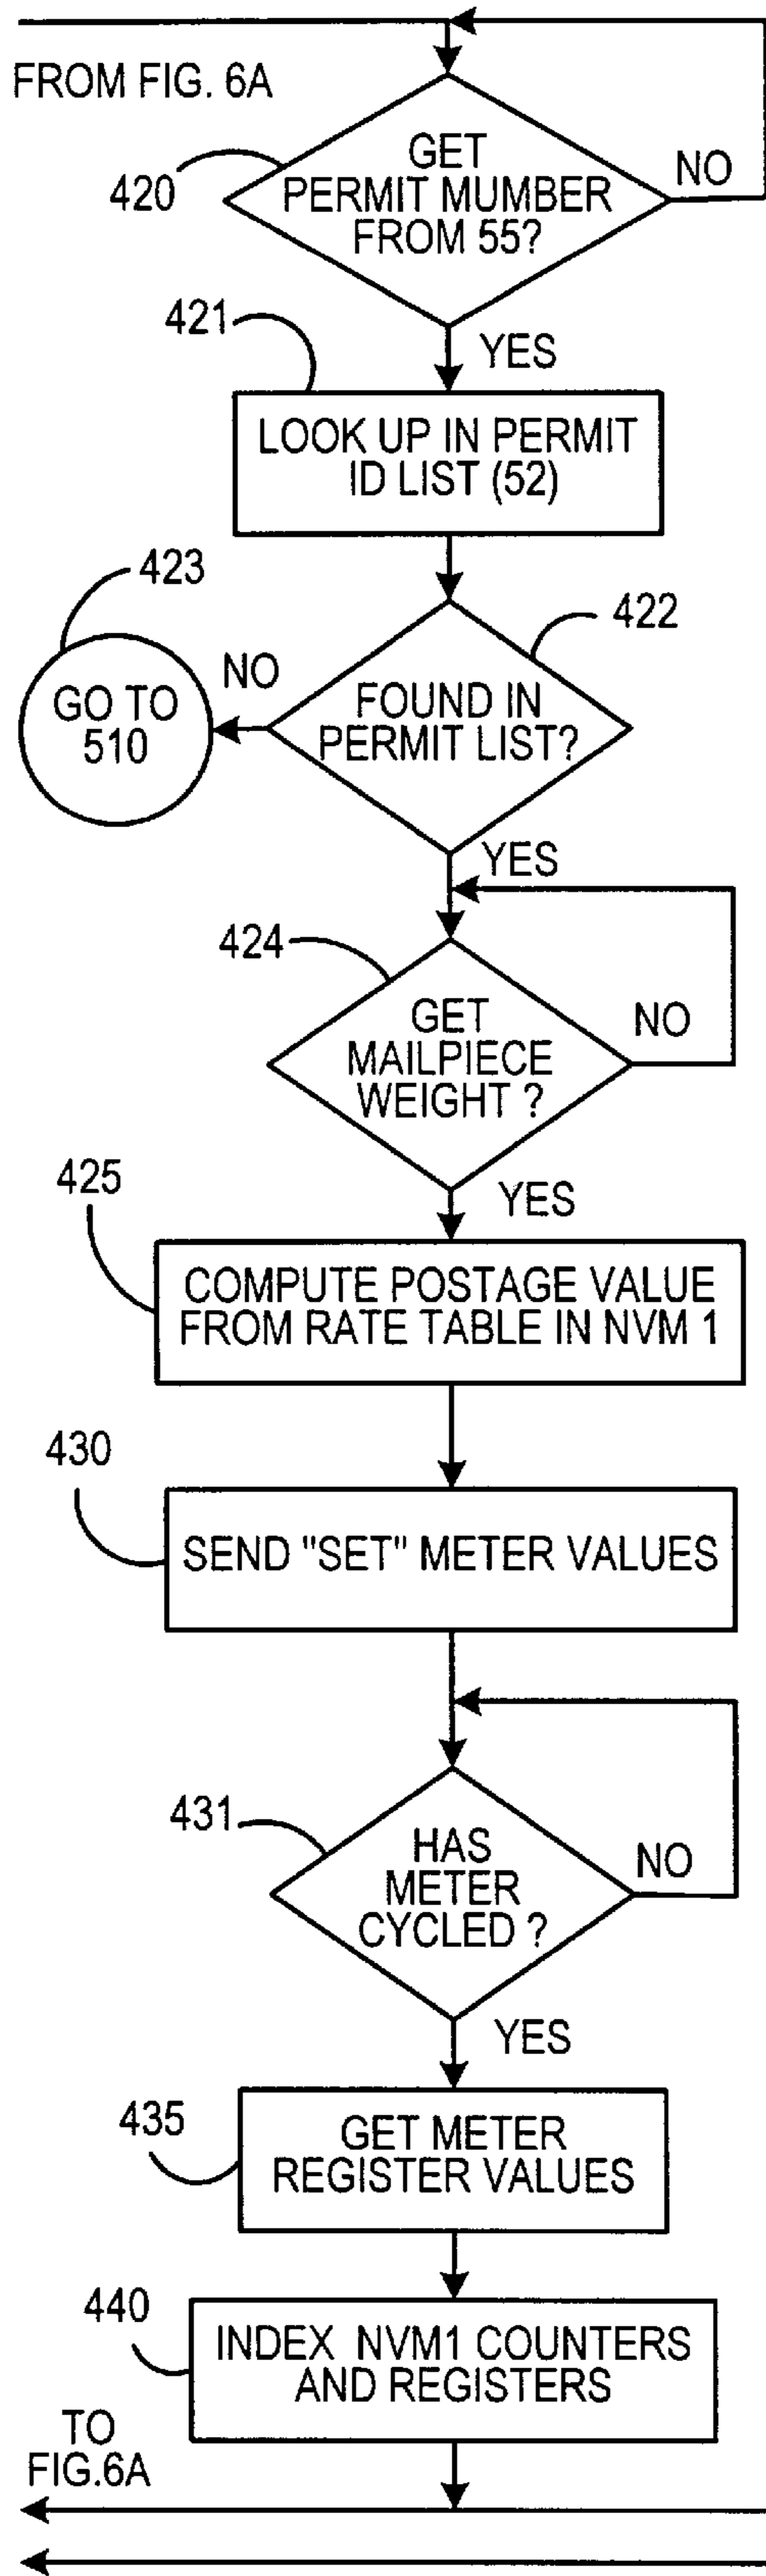 FROM FIG. 6A
420
GET
PERMIT MUMBER
FROM 55?
NO
421
YES
LOOK UP IN PERMIT
ID LIST (52)
423
422
GO TO
510
NO
FOUND IN
PERMIT LIST?
YES
424
GET
MAILPIECE
WEIGHT ?
NO
425
YES
COMPUTE POSTAGE VALUE
FROM RATE TABLE IN NVM 1
430
SEND "SET" METER VALUES
431
HAS
METER
CYCLED ?
NO
YES
435
GET METER
REGISTER VALUES
440
INDEX NVM1 COUNTERS
AND REGISTERS
TO
FIG.6A